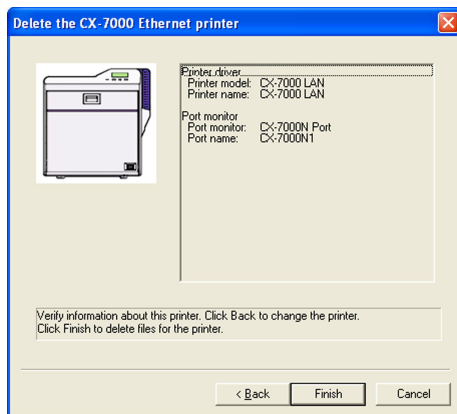 Delete the CX-7000 Ethernet printer
Printer driver
Printer model: CX-7000 LAN
Printer name: CX-7000 LAN
Port monitor
Port monitor: CX-7000N Port
Port name: CX-7000N1
Verify information about this printer. Click Back to change the printer.
Click Finish to delete files for the printer.
< Back
Finish
Cancel